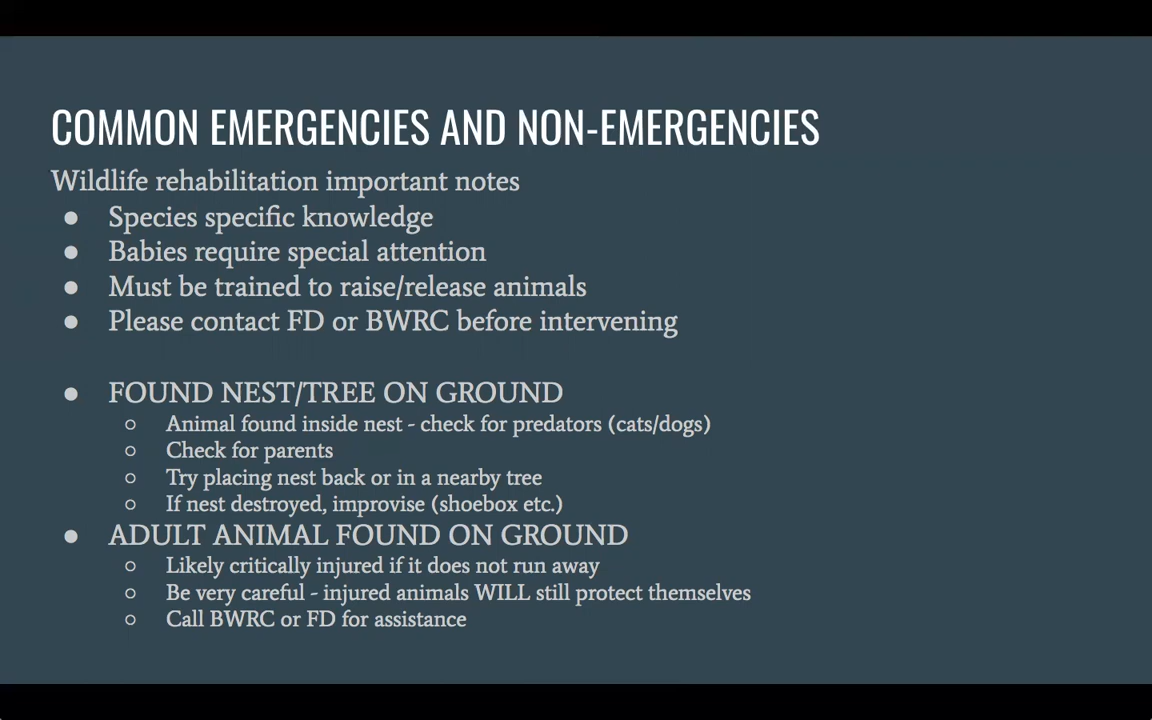 COMMON EMERGENCIES AND NON-EMERGENCIES
Wildlife rehabilitation important notes
● Species specific knowledge
● Babies require special attention
● Must be trained to raise/release animals
● Please contact FD or BWRC before intervening
● FOUND NEST/TREE ON GROUND
○ Animal found inside nest - check for predators (cats/dogs)
○ Check for parents
○ Try placing nest back or in a nearby tree
○ If nest destroyed, improvise (shoebox etc.)
● ADULT ANIMAL FOUND ON GROUND
○ Likely critically injured if it does not run away
○ Be very careful - injured animals WILL still protect themselves
○ Call BWRC or FD for assistance